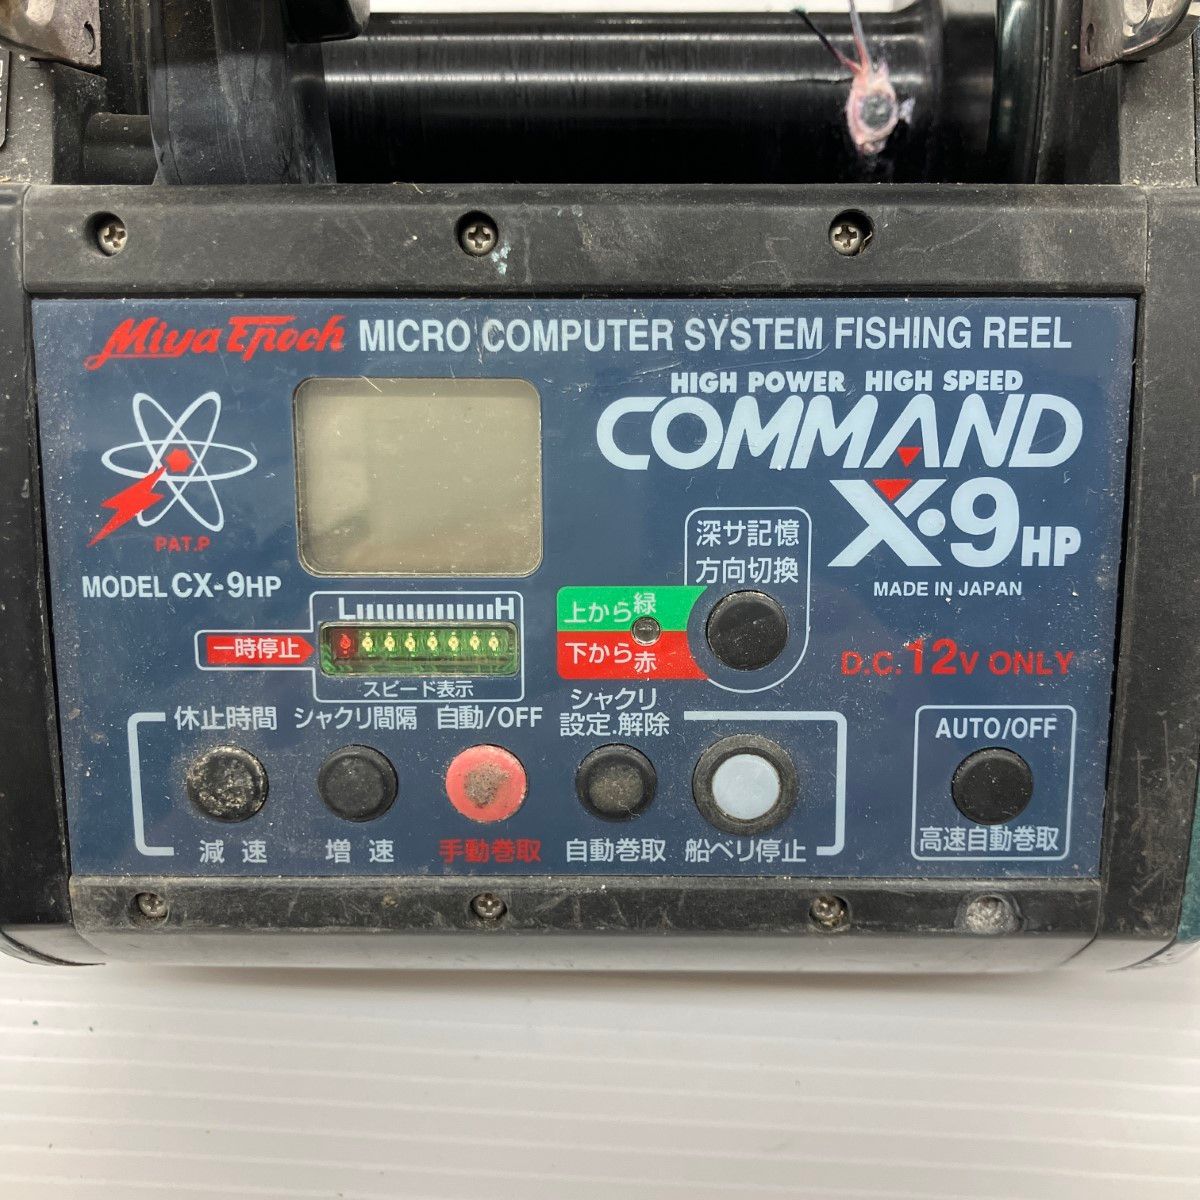 Miya Epoch MICRO COMPUTER SYSTEM FISHING REEL
HIGH POWER HIGH SPEED
COMMAND
X-9HP
MADE IN JAPAN
PAT.P
MODEL CX-9HP
L H
一時停止
スピード表示
深サ記憶
方向切換
上から緑
下から赤
D.C.12V ONLY
休止時間 シャクリ間隔 自動/OFF シャクリ設定.解除
減速 増速 手動巻取 自動巻取 船ベリ停止
AUTO/OFF
高速自動巻取